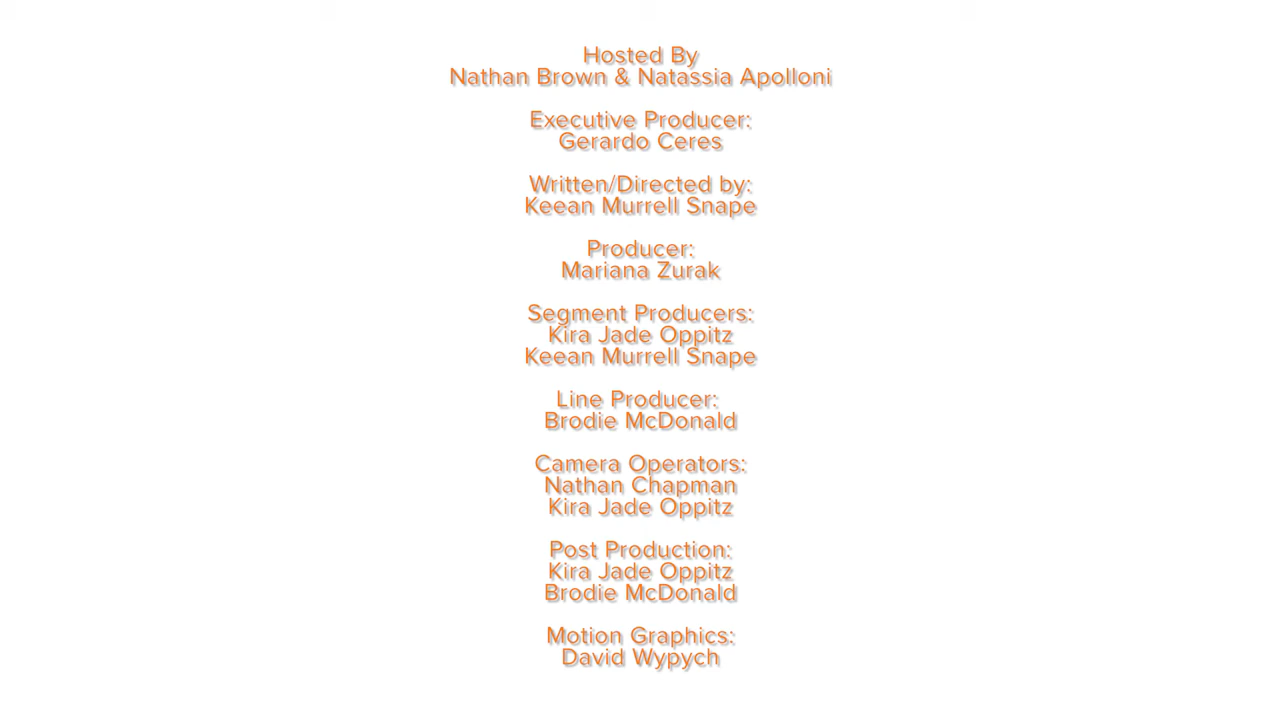 Hosted By
Nathan Brown & Natassia Apolloni
Executive Producer:
Gerardo Ceres
Written/Directed by:
Keean Murrell Snape
Producer:
Mariana Zurak
Segment Producers:
Kira Jade Oppitz
Keean Murrell Snape
Line Producer:
Brodie McDonald
Camera Operators:
Nathan Chapman
Kira Jade Oppitz
Post Production:
Kira Jade Oppitz
Brodie McDonald
Motion Graphics:
David Wypych